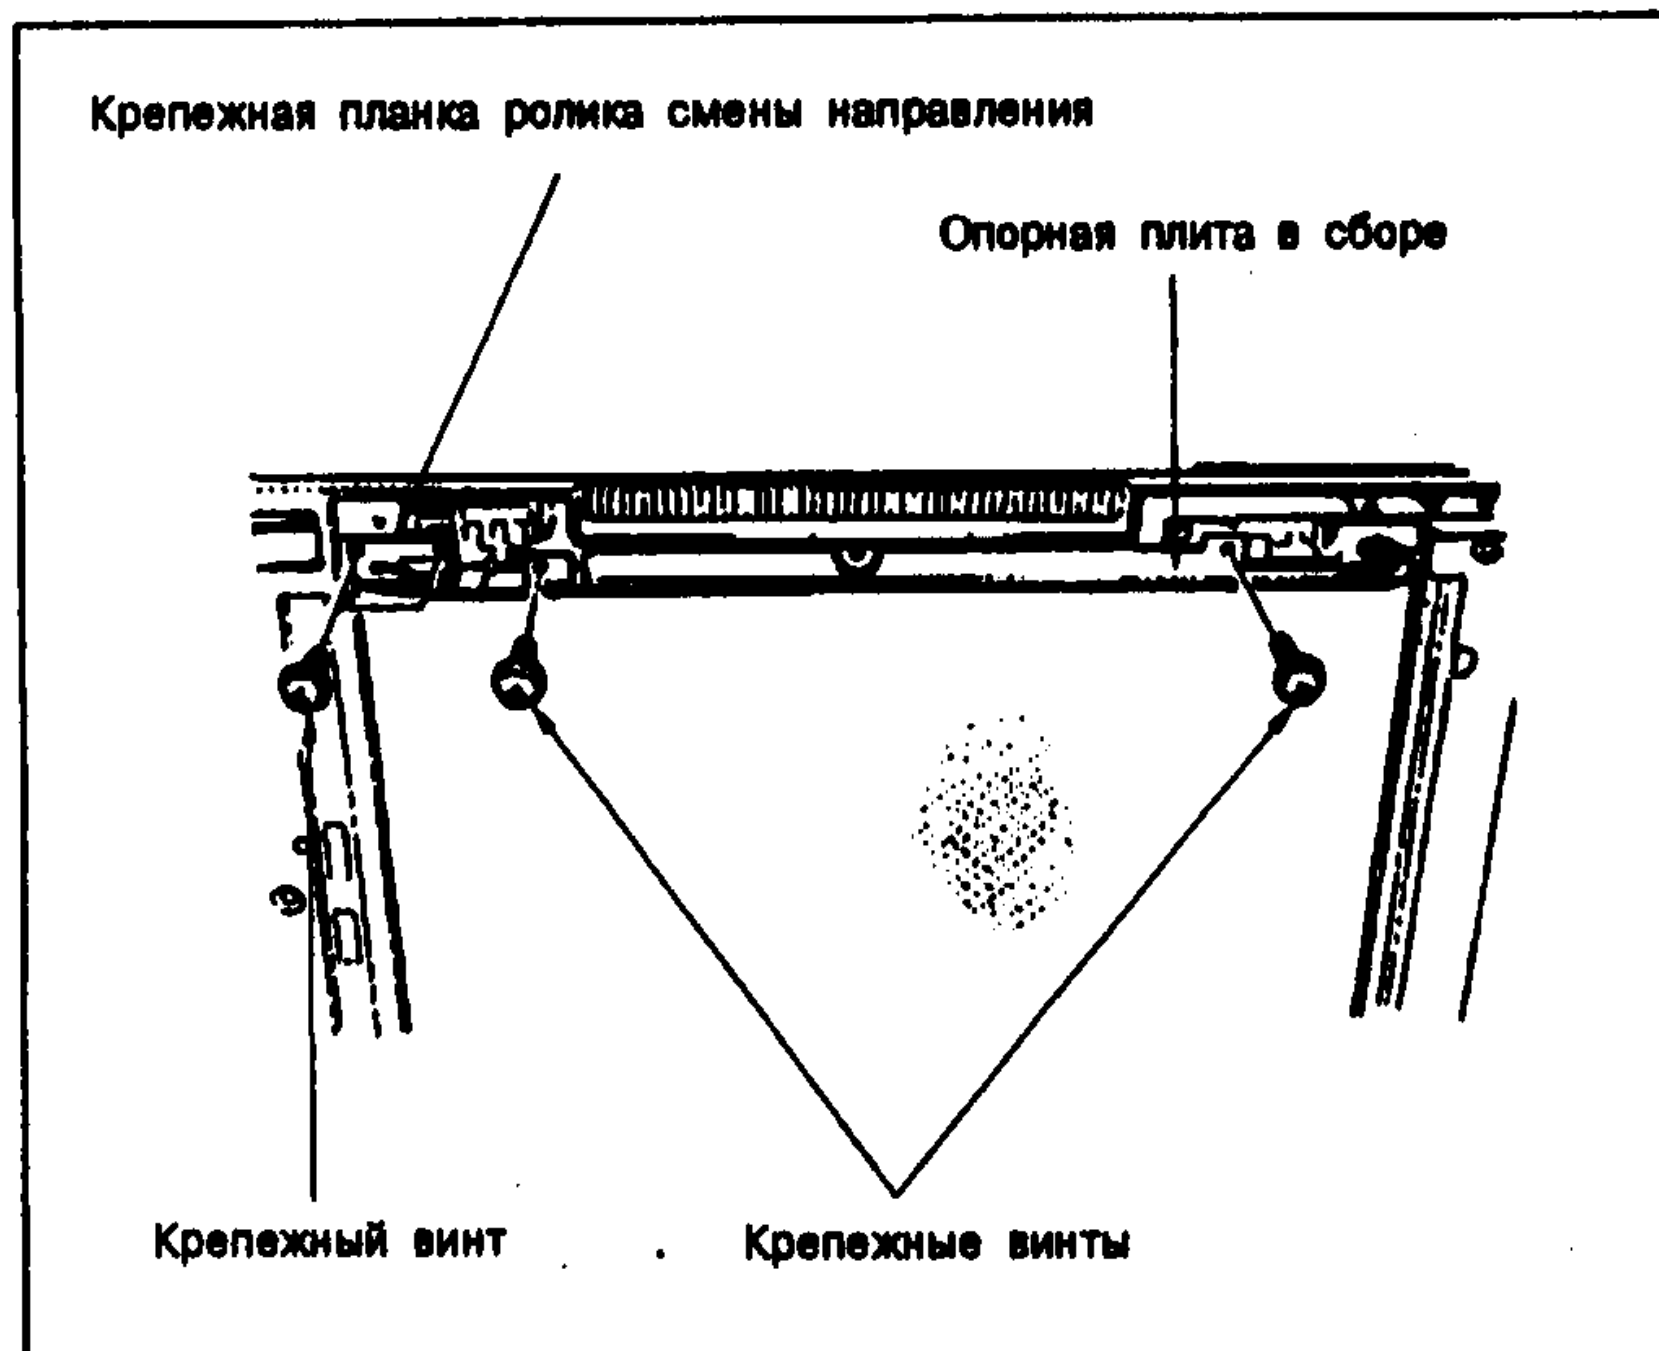 Крепежная планка ролика смены направления
Опорная плита в сборе
Крепежный винт
Крепежные винты